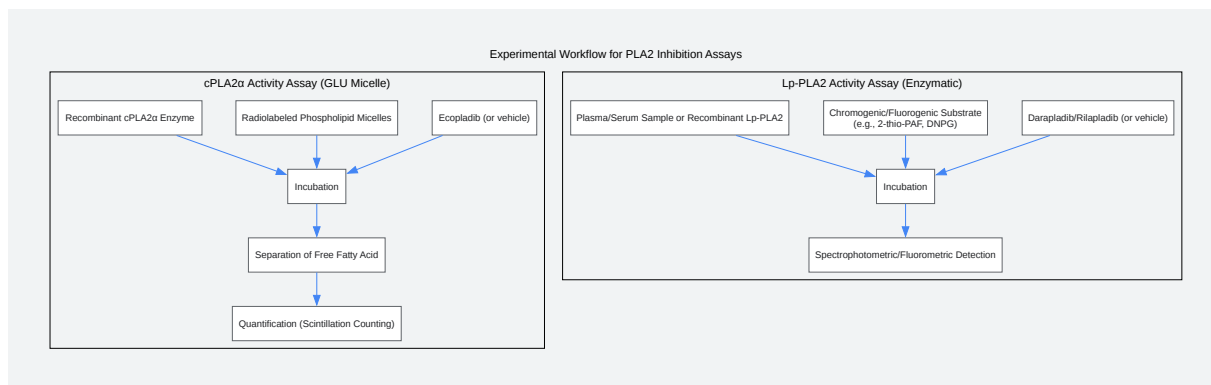 Experimental Workflow for PLA2 Inhibition Assays
cPLA2α Activity Assay (GLU Micelle)
Recombinant cPLA2α Enzyme
Radiolabeled Phospholipid Micelles
Ecopladib (or vehicle)
Incubation
Separation of Free Fatty Acid
Quantification (Scintillation Counting)
Lp-PLA2 Activity Assay (Enzymatic)
Plasma/Serum Sample or Recombinant Lp-PLA2
Chromogenic/Fluorogenic Substrate
(e.g., 2-thio-PAF, DNPG)
Darapladib/Rilapladib (or vehicle)
Incubation
Spectrophotometric/Fluorometric Detection